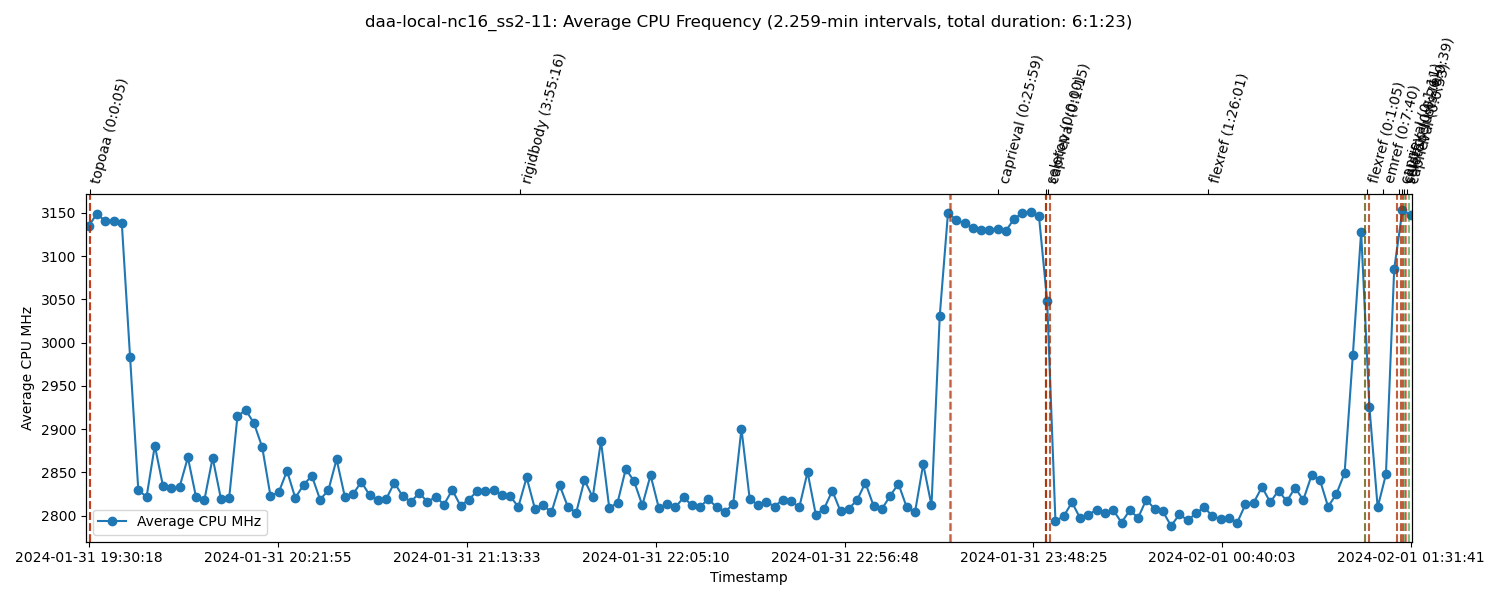 daa-local-nc16_ss2-11: Average CPU Frequency (2.259-min intervals, total duration: 6:1:23)
topoaa (0:0:05)
rigidbody (3:55:16)
caprieval (0:25:59)
caprieval (0:1:15)
flexref (1:26:01)
flexref (0:1:05)
emref (0:7:40)
3150
3100
3050
3000
2950
2900
2850
2800
Average CPU MHz
Average CPU MHz
2024-01-31 19:30:18
2024-01-31 20:21:55
2024-01-31 21:13:33
2024-01-31 22:05:10
2024-01-31 22:56:48
2024-01-31 23:48:25
2024-02-01 00:40:03
2024-02-01 01:31:41
Timestamp